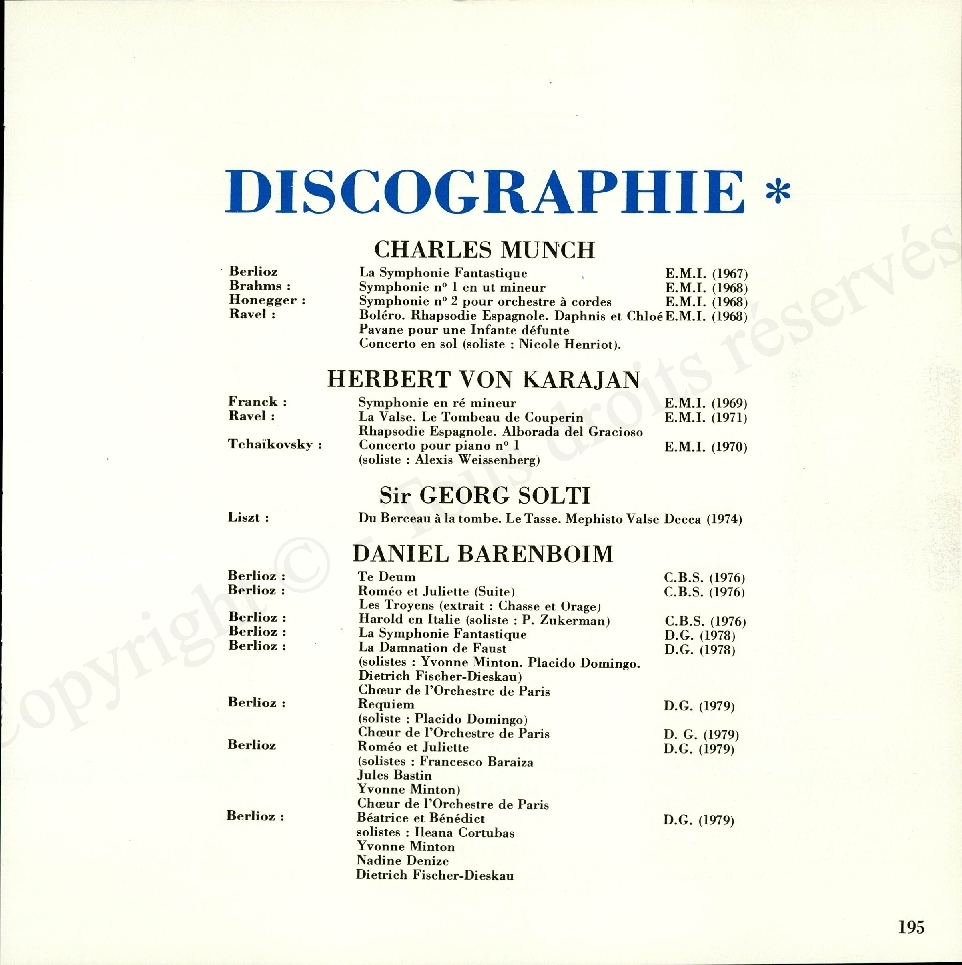 DISCOGRAPHIE *
CHARLES MUNCH
Berlioz La Symphonie Fantastique E.M.I. (1967)
Brahms : Symphonie nº 1 en ut mineur E.M.I. (1968)
Honegger : Symphonie nº 2 pour orchestre à cordes E.M.I. (1968)
Ravel : Boléro. Rhapsodie Espagnole. Daphnis et Chloé E.M.I. (1968)
Pavane pour une Infante défunte
Concerto en sol (soliste : Nicole Henriot).
HERBERT VON KARAJAN
Franck : Symphonie en ré mineur E.M.I. (1969)
Ravel : La Valse. Le Tombeau de Couperin E.M.I. (1971)
Rhapsodie Espagnole. Alborada del Gracioso
Tchaïkovsky : Concerto pour piano nº 1 E.M.I. (1970)
(soliste : Alexis Weissenberg)
Sir GEORG SOLTI
Liszt : Du Berceau à la tombe. Le Tasse. Mephisto Valse Decca (1974)
DANIEL BARENBOIM
Berlioz : Te Deum C.B.S. (1976)
Berlioz : Roméo et Juliette (Suite) C.B.S. (1976)
Les Troyens (extrait : Chasse et Orage)
Berlioz : Harold en Italie (soliste : P. Zukerman) C.B.S. (1976)
Berlioz : La Symphonie Fantastique D.G. (1978)
Berlioz : La Damnation de Faust D.G. (1978)
(solistes : Yvonne Minton. Placido Domingo.
Dietrich Fischer-Dieskau)
Chœur de l'Orchestre de Paris
Berlioz : Requiem D.G. (1979)
(soliste : Placido Domingo)
Chœur de l'Orchestre de Paris D. G. (1979)
Berlioz Roméo et Juliette D.G. (1979)
(solistes : Francesco Baraiza
Jules Bastin
Yvonne Minton)
Chœur de l'Orchestre de Paris
Berlioz : Béatrice et Bénédict D.G. (1979)
solistes : Ileana Cortubas
Yvonne Minton
Nadine Denize
Dietrich Fischer-Dieskau
195
Copyright © - Tous droits réservés